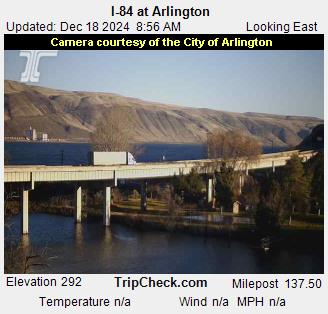 I-84 at Arlington
Updated: Dec 18 2024 8:56 AM Looking East
Camera courtesy of the City of Arlington
Elevation 292 TripCheck.com Milepost 137.50
Temperature n/a Wind n/a MPH n/a